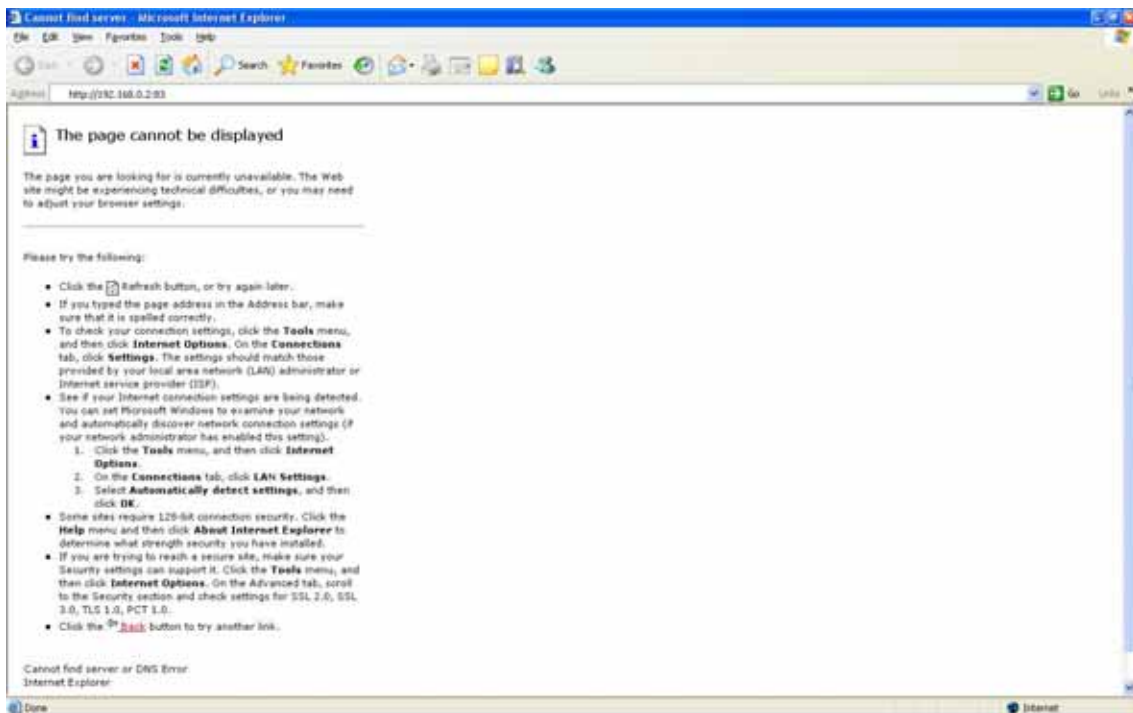 Cannot find server - Microsoft Internet Explorer
File Edit View Favorites Tools Help
Search Favorites
Address http://192.168.0.2:83 Go Links
The page cannot be displayed
The page you are looking for is currently unavailable. The Web
site might be experiencing technical difficulties, or you may need
to adjust your browser settings.
Please try the following:
• Click the Refresh button, or try again later.
• If you typed the page address in the Address bar, make
sure that it is spelled correctly.
• To check your connection settings, click the Tools menu,
and then click Internet Options. On the Connections
tab, click Settings. The settings should match those
provided by your local area network (LAN) administrator or
Internet service provider (ISP).
• See if your Internet connection settings are being detected.
You can set Microsoft Windows to examine your network
and automatically discover network connection settings (if
your network administrator has enabled this setting).
1. Click the Tools menu, and then click Internet
Options.
2. On the Connections tab, click LAN Settings.
3. Select Automatically detect settings, and then
click OK.
• Some sites require 128-bit connection security. Click the
Help menu and then click About Internet Explorer to
determine what strength security you have installed.
• If you are trying to reach a secure site, make sure your
Security settings can support it. Click the Tools menu, and
then click Internet Options. On the Advanced tab, scroll
to the Security section and check settings for SSL 2.0, SSL
3.0, TLS 1.0, PCT 1.0.
• Click the Back button to try another link.
Cannot find server or DNS Error
Internet Explorer
Done Internet